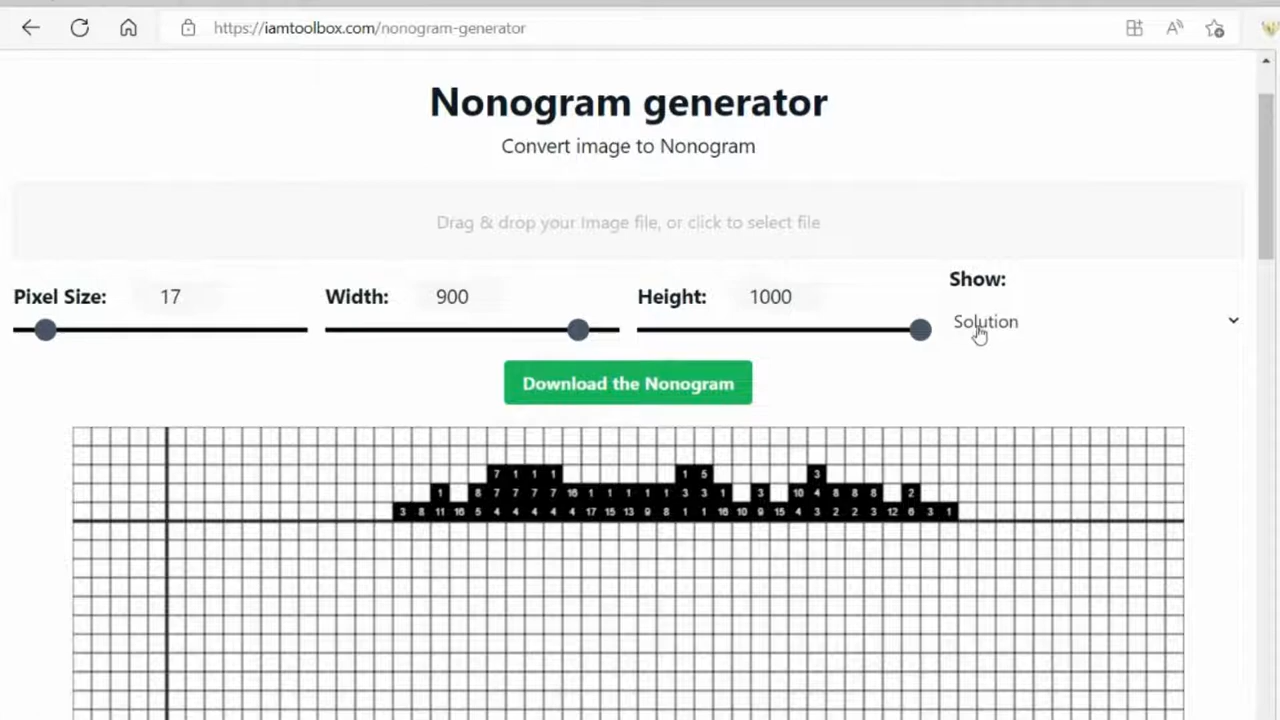 https://iamtoolbox.com/nonogram-generator
Nonogram generator
Convert image to Nonogram
Drag & drop your Image file, or click to select file
Show:
Pixel Size: 17 Width: 900 Height: 1000
Solution
Download the Nonogram
7 1 1 1 1 5 3
1 8 7 7 7 7 16 1 1 1 1 1 3 3 1 3 10 4 8 8 8 2
3 8 11 16 5 4 4 4 4 4 17 15 13 9 8 1 1 16 10 9 15 4 3 2 2 3 12 6 3 1